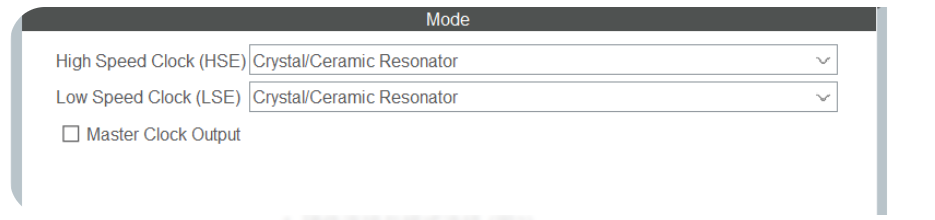 Mode
High Speed Clock (HSE) Crystal/Ceramic Resonator
Low Speed Clock (LSE) Crystal/Ceramic Resonator
Master Clock Output